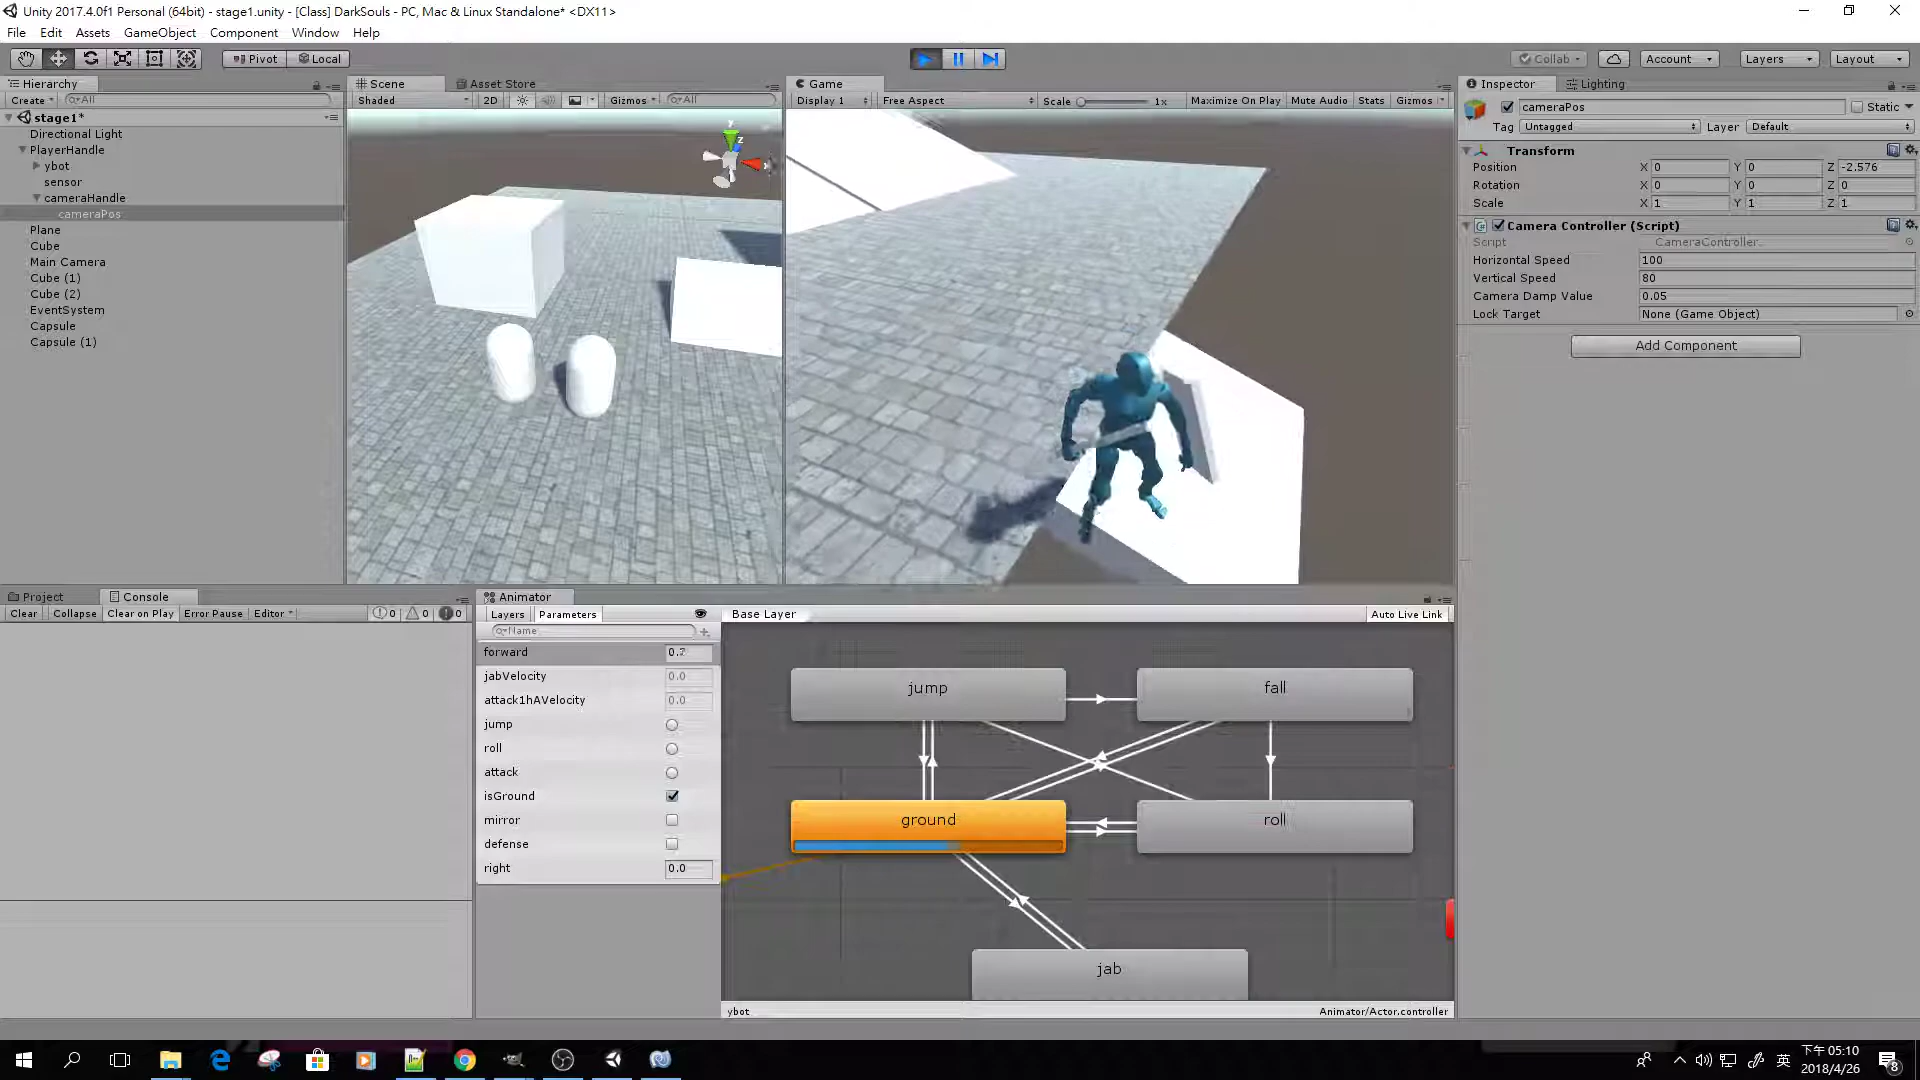 Unity 2017.4.0f1 Personal (64bit) - stage1.unity - [Class] DarkSouls - PC, Mac & Linux Standalone* <DX11>
File Edit Assets GameObject Component Window Help
Pivot Local Collab Account Layers Layout
Hierarchy
Create All
stage1*
Directional Light
PlayerHandle
ybot
sensor
cameraHandle
cameraPos
Plane
Cube
Main Camera
Cube (1)
Cube (2)
EventSystem
Capsule
Capsule (1)
Scene Asset Store
Shaded 2D Gizmos All
y
z
x
Game
Display 1 Free Aspect Scale 1x Maximize On Play Mute Audio Stats Gizmos
Inspector Lighting
cameraPos Static
Tag Untagged Layer Default
Transform
Position X 0 Y 0 Z -2.576
Rotation X 0 Y 0 Z 0
Scale X 1 Y 1 Z 1
Camera Controller (Script)
Script CameraController
Horizontal Speed 100
Vertical Speed 80
Camera Damp Value 0.05
Lock Target None (Game Object)
Add Component
Project Console
Clear Collapse Clear on Play Error Pause Editor 0 0 0
Animator
Layers Parameters
Name
forward 0.7
jabVelocity 0.0
attack1hAVelocity 0.0
jump
roll
attack
isGround
mirror
defense
right 0.0
Base Layer Auto Live Link
jump fall
ground roll
jab
ybot Animator/Actor.controller
英
下午 05:10
2018/4/26
8